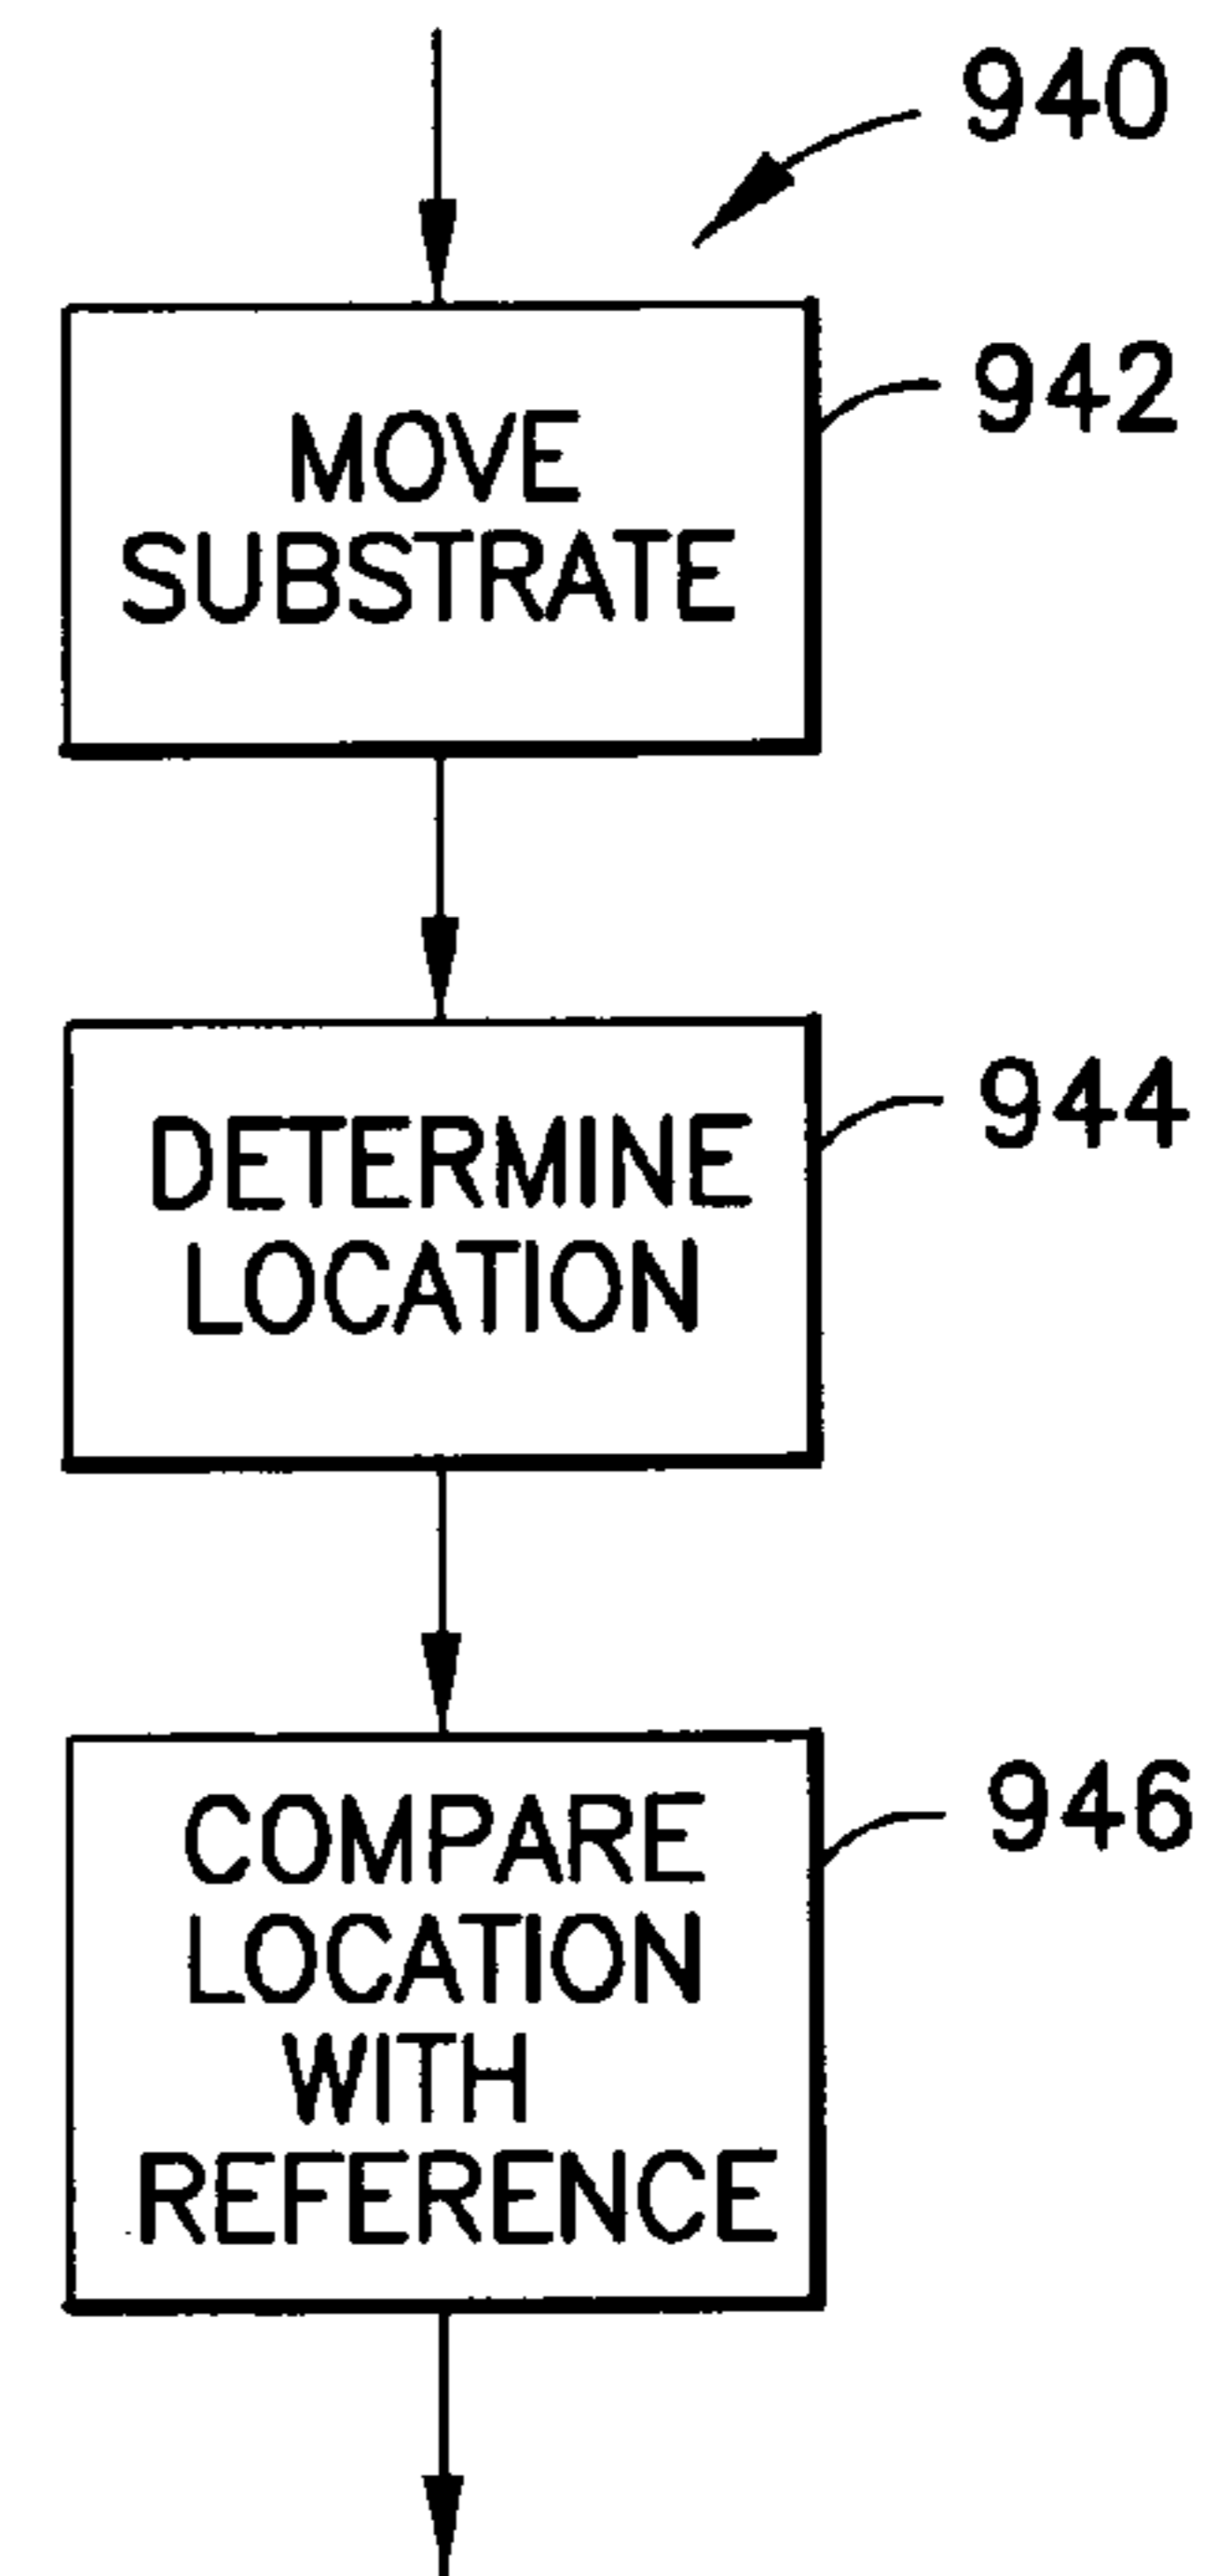 940
942
MOVE
SUBSTRATE
944
DETERMINE
LOCATION
946
COMPARE
LOCATION
WITH
REFERENCE